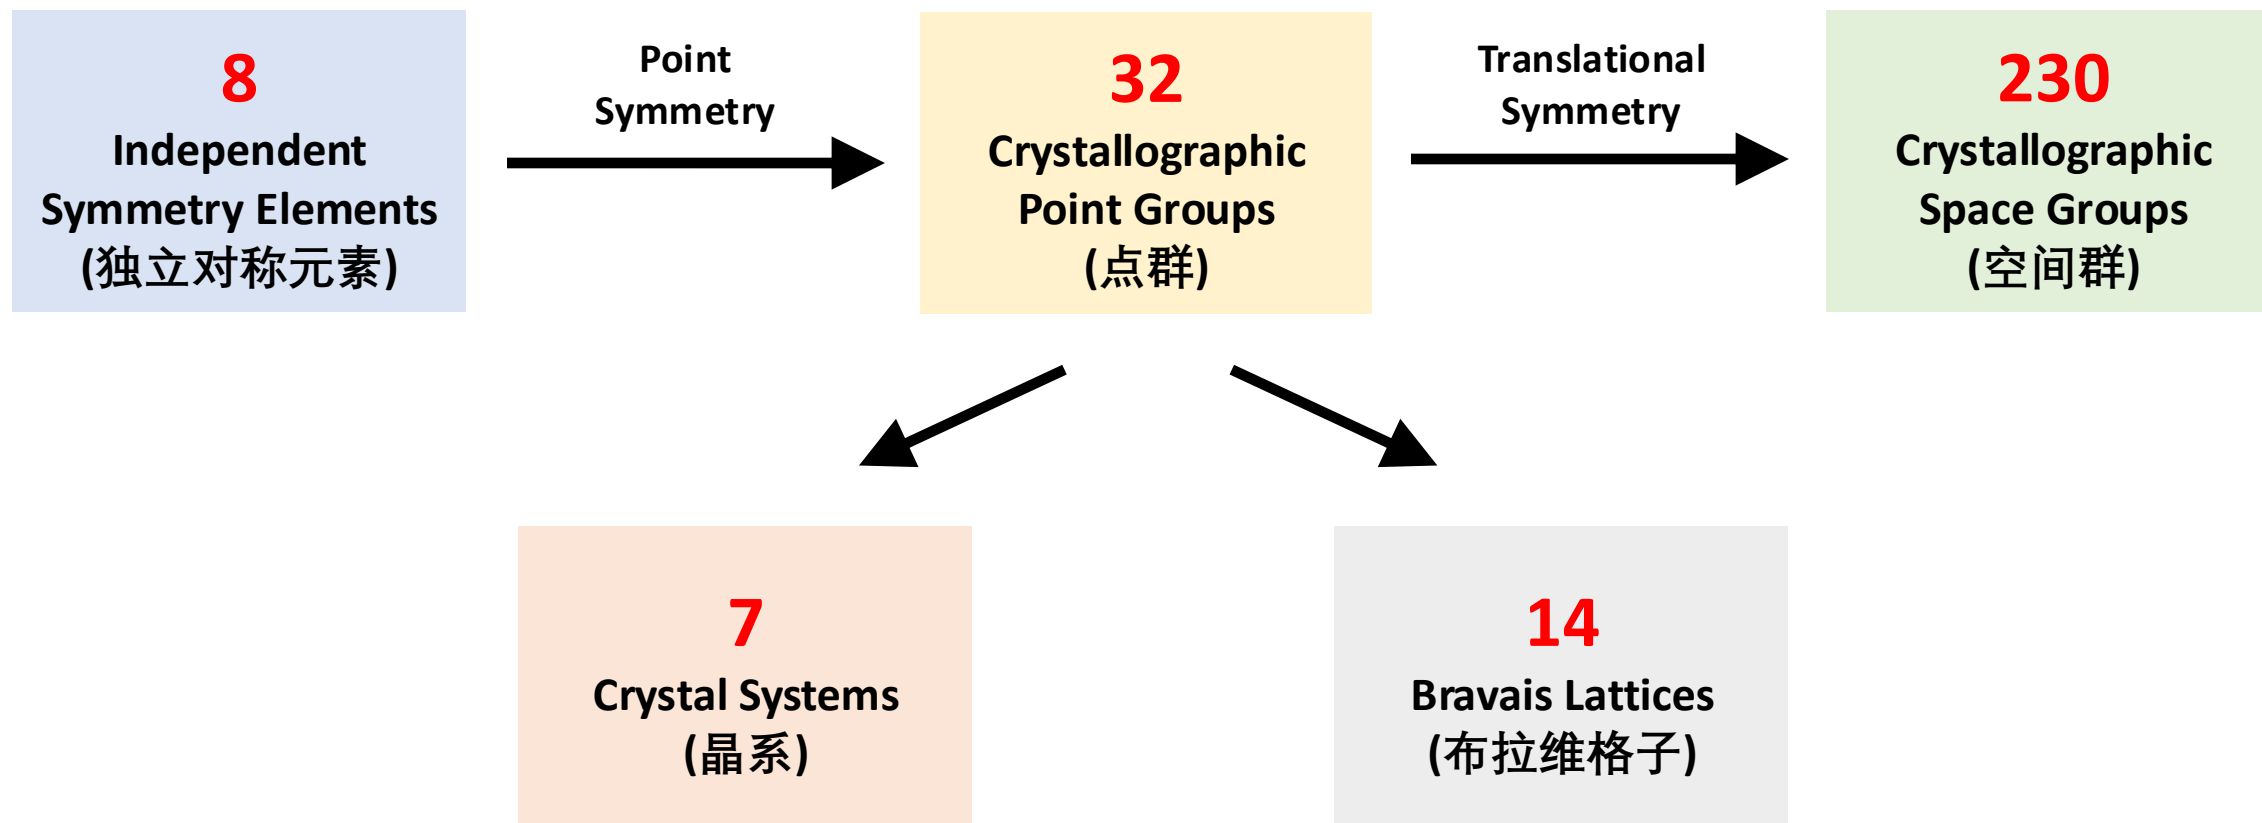 8
Independent
Symmetry Elements
(独立对称元素)
Point
Symmetry
32
Crystallographic
Point Groups
(点群)
Translational
Symmetry
230
Crystallographic
Space Groups
(空间群)
7
Crystal Systems
(晶系)
14
Bravais Lattices
(布拉维格子)